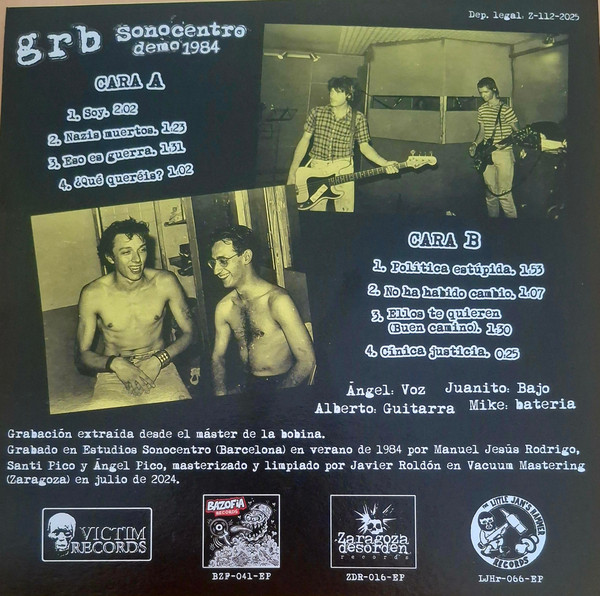 Dep. legal. Z-112-2025
grb Sonocentro
demo 1984
CARA A
1. Soy. 2:02
2. Nazis muertos. 1:23
3. Eso es guerra. 1:31
4. ¿Qué queréis? 1:02
CARA B
1. Política estúpida. 1:53
2. No ha habido cambio. 1:07
3. Ellos te quieren
(Buen camino). 1:30
4. Cínica justicia. 0:25
Ángel: Voz Juanito: Bajo
Alberto: Guitarra Mike: bateria
Grabación extraída desde el máster de la bobina.
Grabado en Estudios Sonocentro (Barcelona) en verano de 1984 por Manuel Jesús Rodrigo,
Santi Pico y Ángel Pico, masterizado y limpiado por Javier Roldón en Vacuum Mastering
(Zaragoza) en julio de 2024.
VICTIM
RECORDS
BAZOFIA
RECORDS
BZF-041-EP
Zaragoza
desorden
records
ZDR-016-EP
THE LITTLE JAN'S HAMMER
RECORDS
LJHr-066-EP